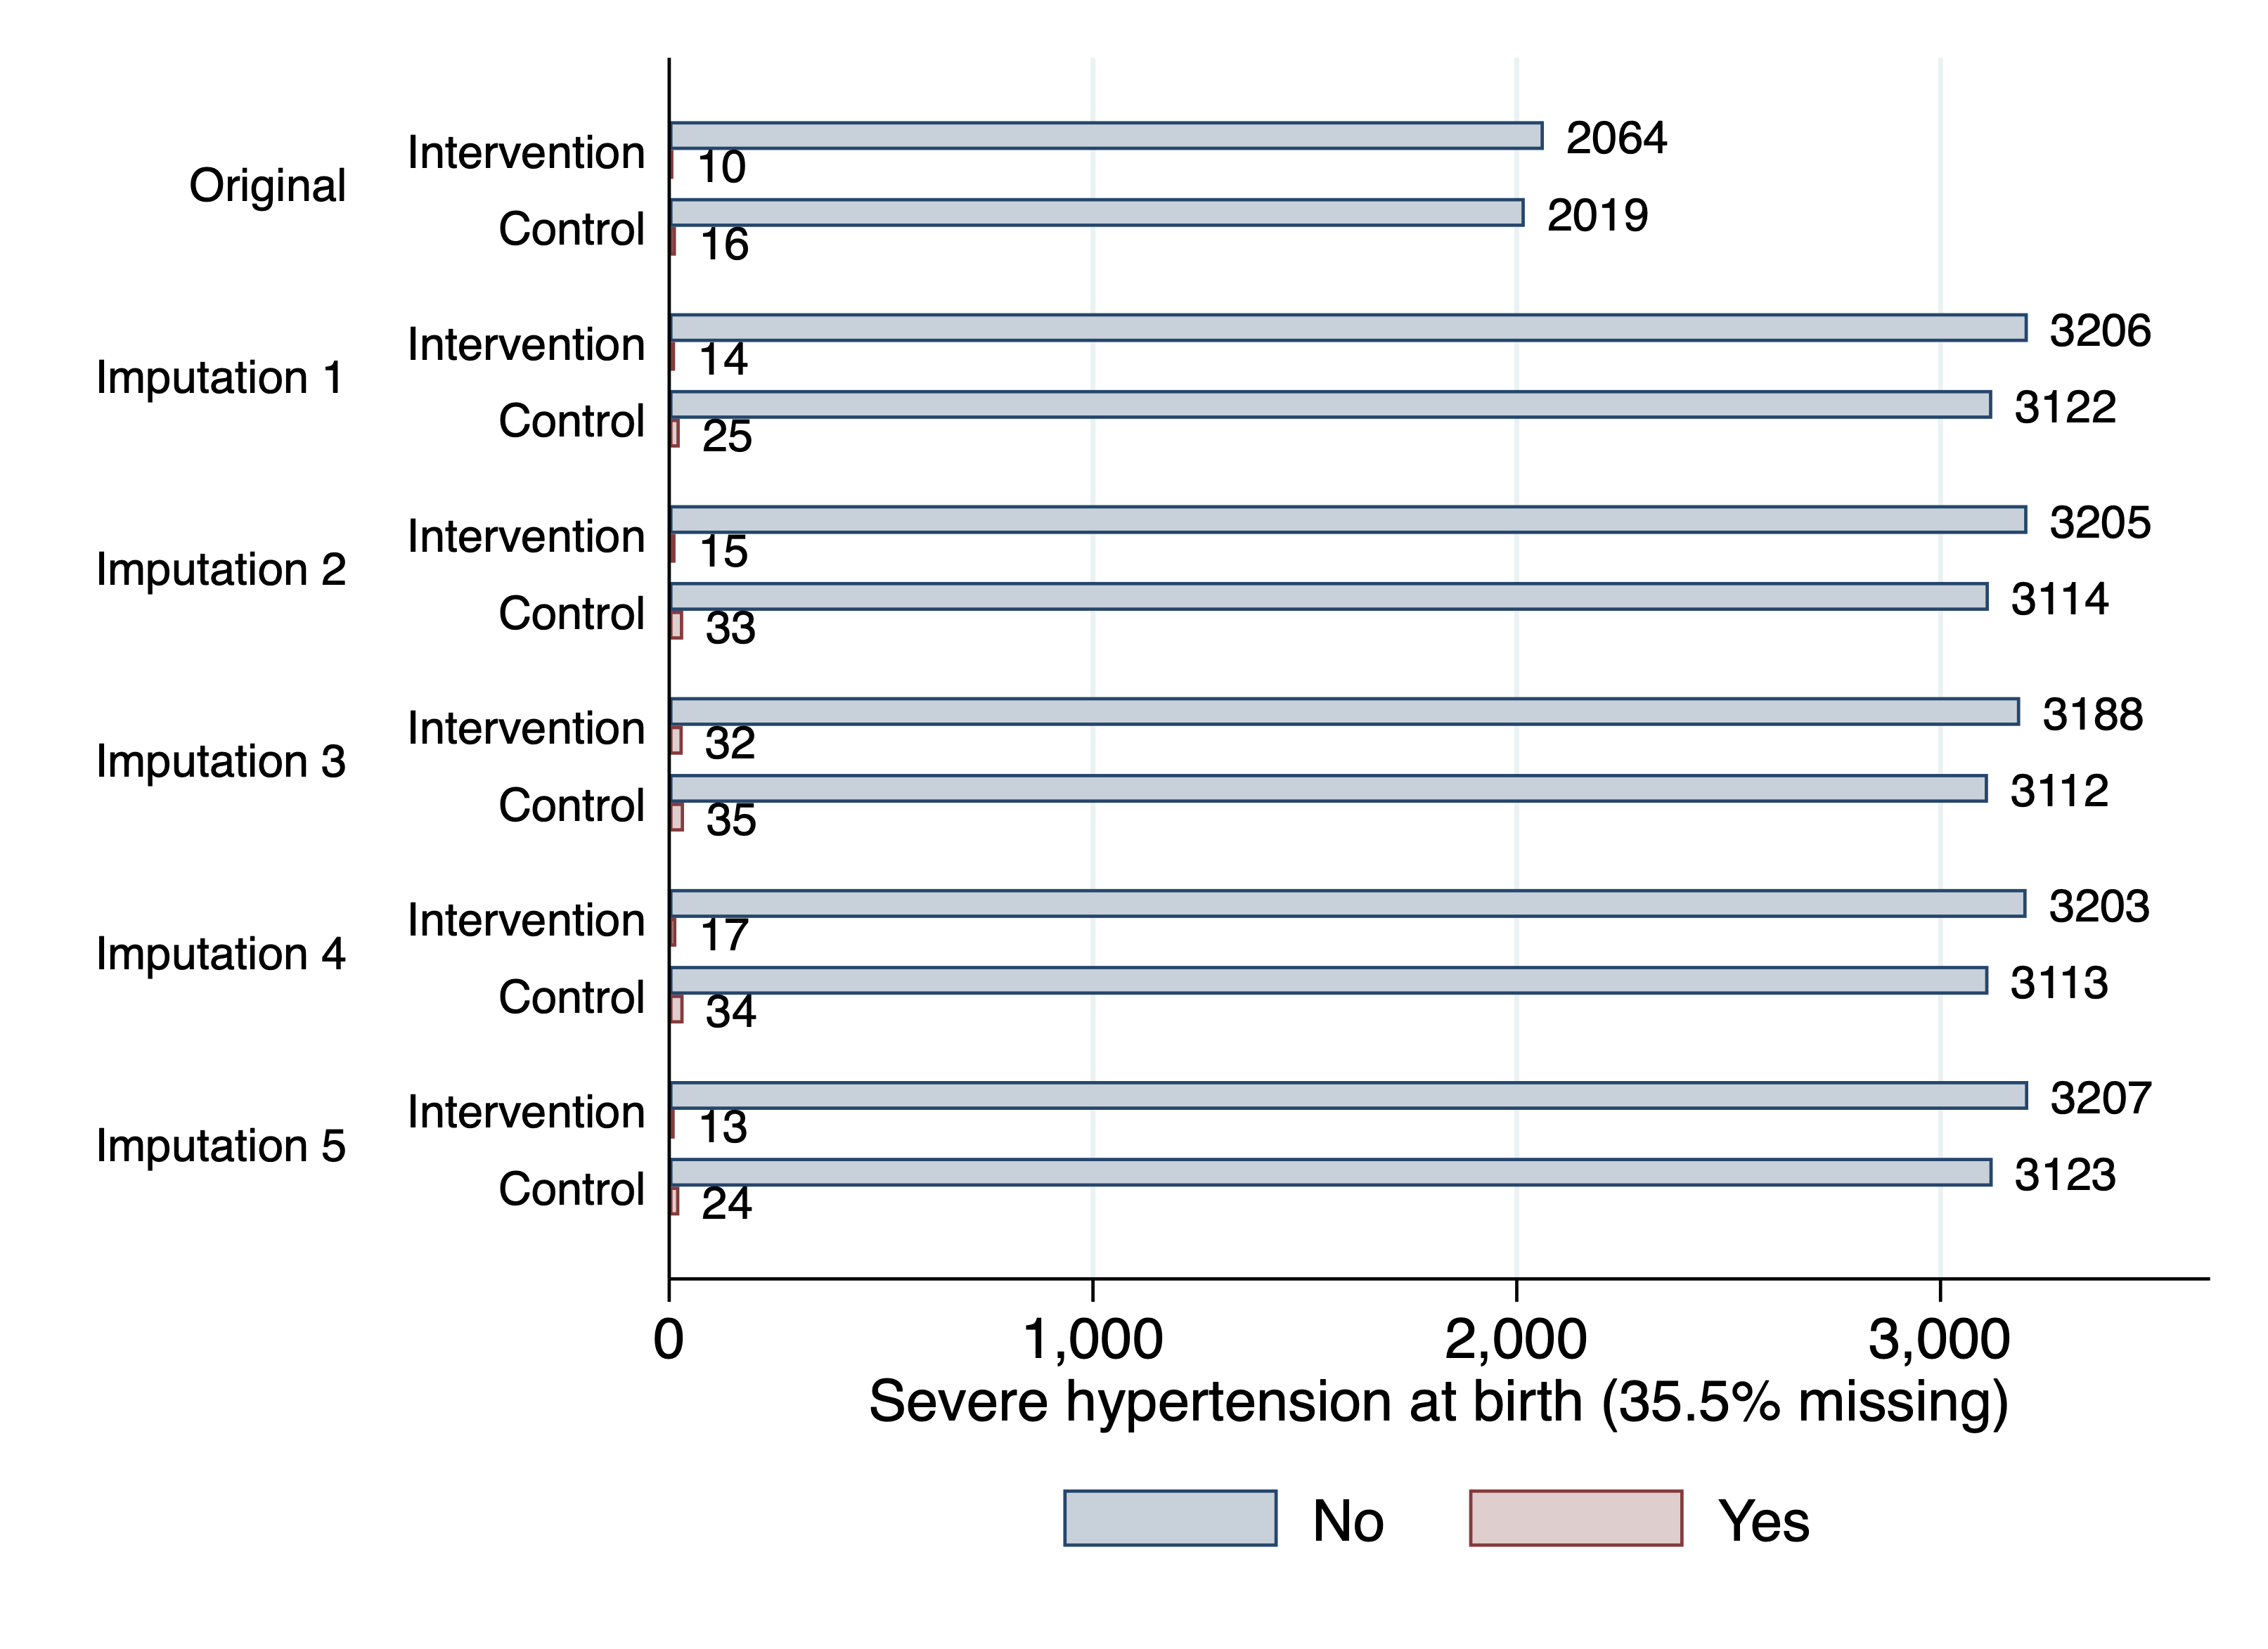 Original
Intervention
2064
10
Control
2019
16
Imputation 1
Intervention
3206
14
Control
3122
25
Imputation 2
Intervention
3205
15
Control
3114
33
Imputation 3
Intervention
3188
32
Control
3112
35
Imputation 4
Intervention
3203
17
Control
3113
34
Imputation 5
Intervention
3207
13
Control
3123
24
0 1,000 2,000 3,000
Severe hypertension at birth (35.5% missing)
No Yes